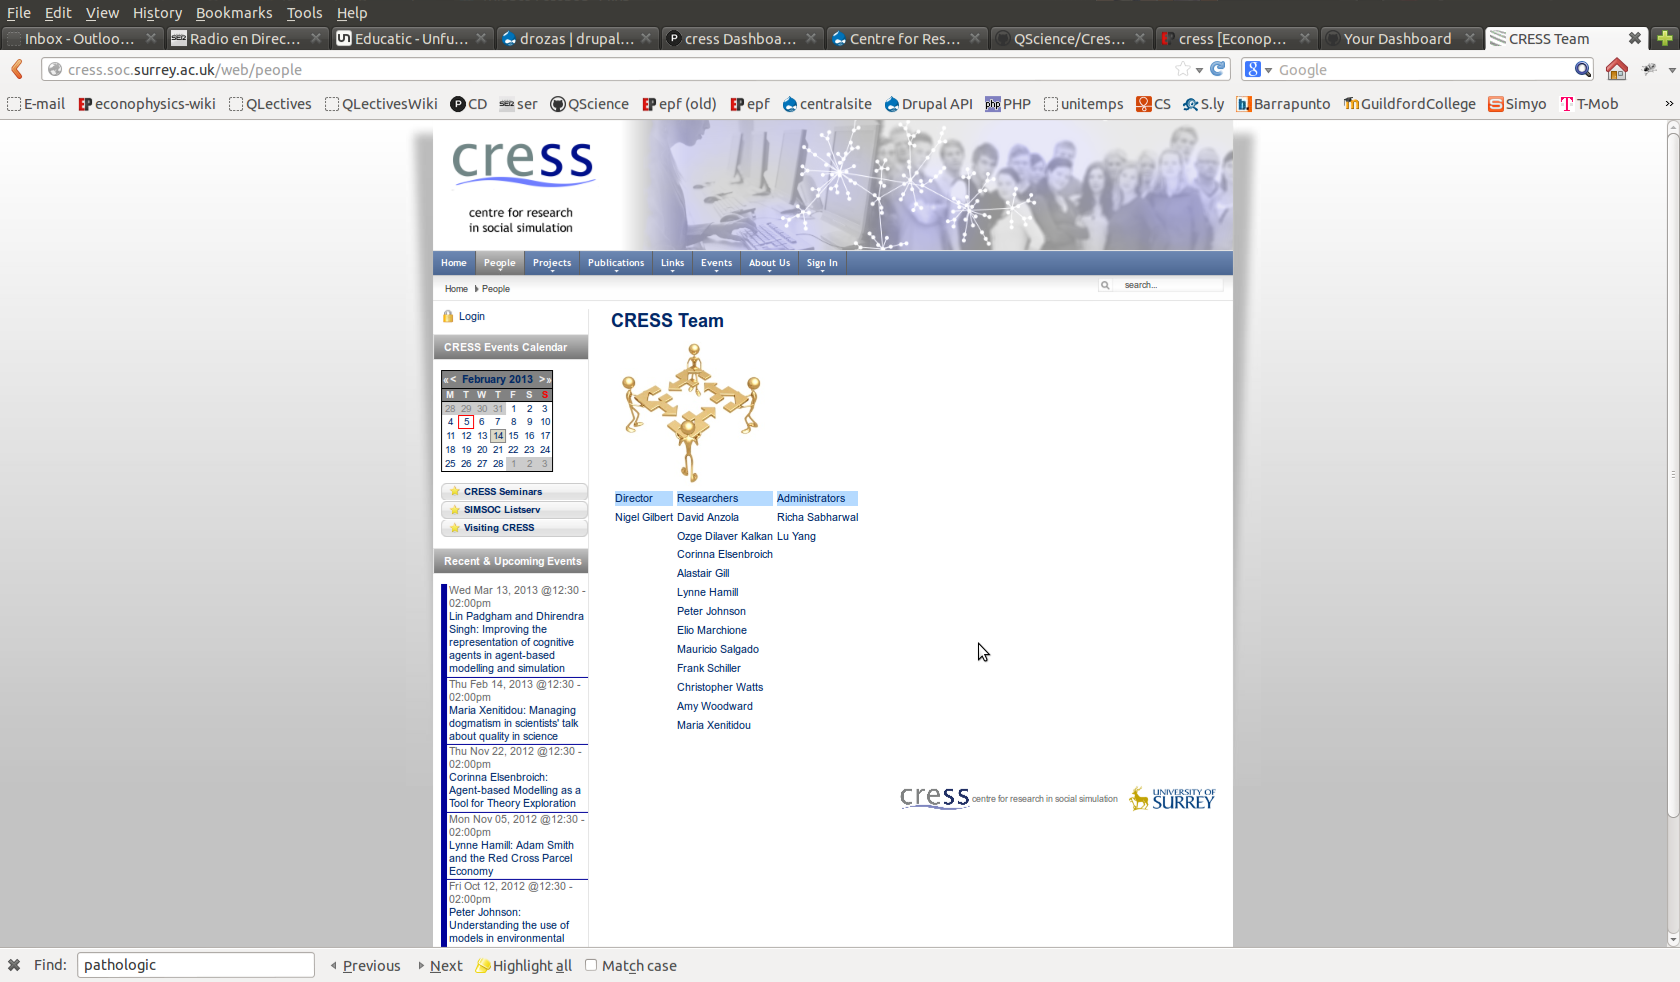 File Edit View History Bookmarks Tools Help
Inbox - Outloo... Radio en Direc... Educatic - Unfu... drozas | drupal... cress Dashboa... Centre for Res... QScience/Cres... cress [Econop... Your Dashboard CRESS Team
cress.soc.surrey.ac.uk/web/people Google
E-mail econophysics-wiki QLectives QLectivesWiki CD ser QScience epf (old) epf centralsite Drupal API PHP unitemps CS S.ly Barrapunto GuildfordCollege Simyo T-Mob »
cress
centre for research
in social simulation
Home People Projects Publications Links Events About Us Sign In
Home People search...
Login
CRESS Events Calendar
«< February 2013 >»
M T W T F S S
28 29 30 31 1 2 3
4 5 6 7 8 9 10
11 12 13 14 15 16 17
18 19 20 21 22 23 24
25 26 27 28 1 2 3
CRESS Seminars
SIMSOC Listserv
Visiting CRESS
Recent & Upcoming Events
Wed Mar 13, 2013 @12:30 -
02:00pm
Lin Padgham and Dhirendra
Singh: Improving the
representation of cognitive
agents in agent-based
modelling and simulation
Thu Feb 14, 2013 @12:30 -
02:00pm
Maria Xenitidou: Managing
dogmatism in scientists' talk
about quality in science
Thu Nov 22, 2012 @12:30 -
02:00pm
Corinna Elsenbroich:
Agent-based Modelling as a
Tool for Theory Exploration
Mon Nov 05, 2012 @12:30 -
02:00pm
Lynne Hamill: Adam Smith
and the Red Cross Parcel
Economy
Fri Oct 12, 2012 @12:30 -
02:00pm
Peter Johnson:
Understanding the use of
models in environmental
CRESS Team
Director Researchers Administrators
Nigel Gilbert David Anzola Richa Sabharwal
Ozge Dilaver Kalkan Lu Yang
Corinna Elsenbroich
Alastair Gill
Lynne Hamill
Peter Johnson
Elio Marchione
Mauricio Salgado
Frank Schiller
Christopher Watts
Amy Woodward
Maria Xenitidou
cress centre for research in social simulation UNIVERSITY OF
SURREY
Find: pathologic Previous Next Highlight all Match case